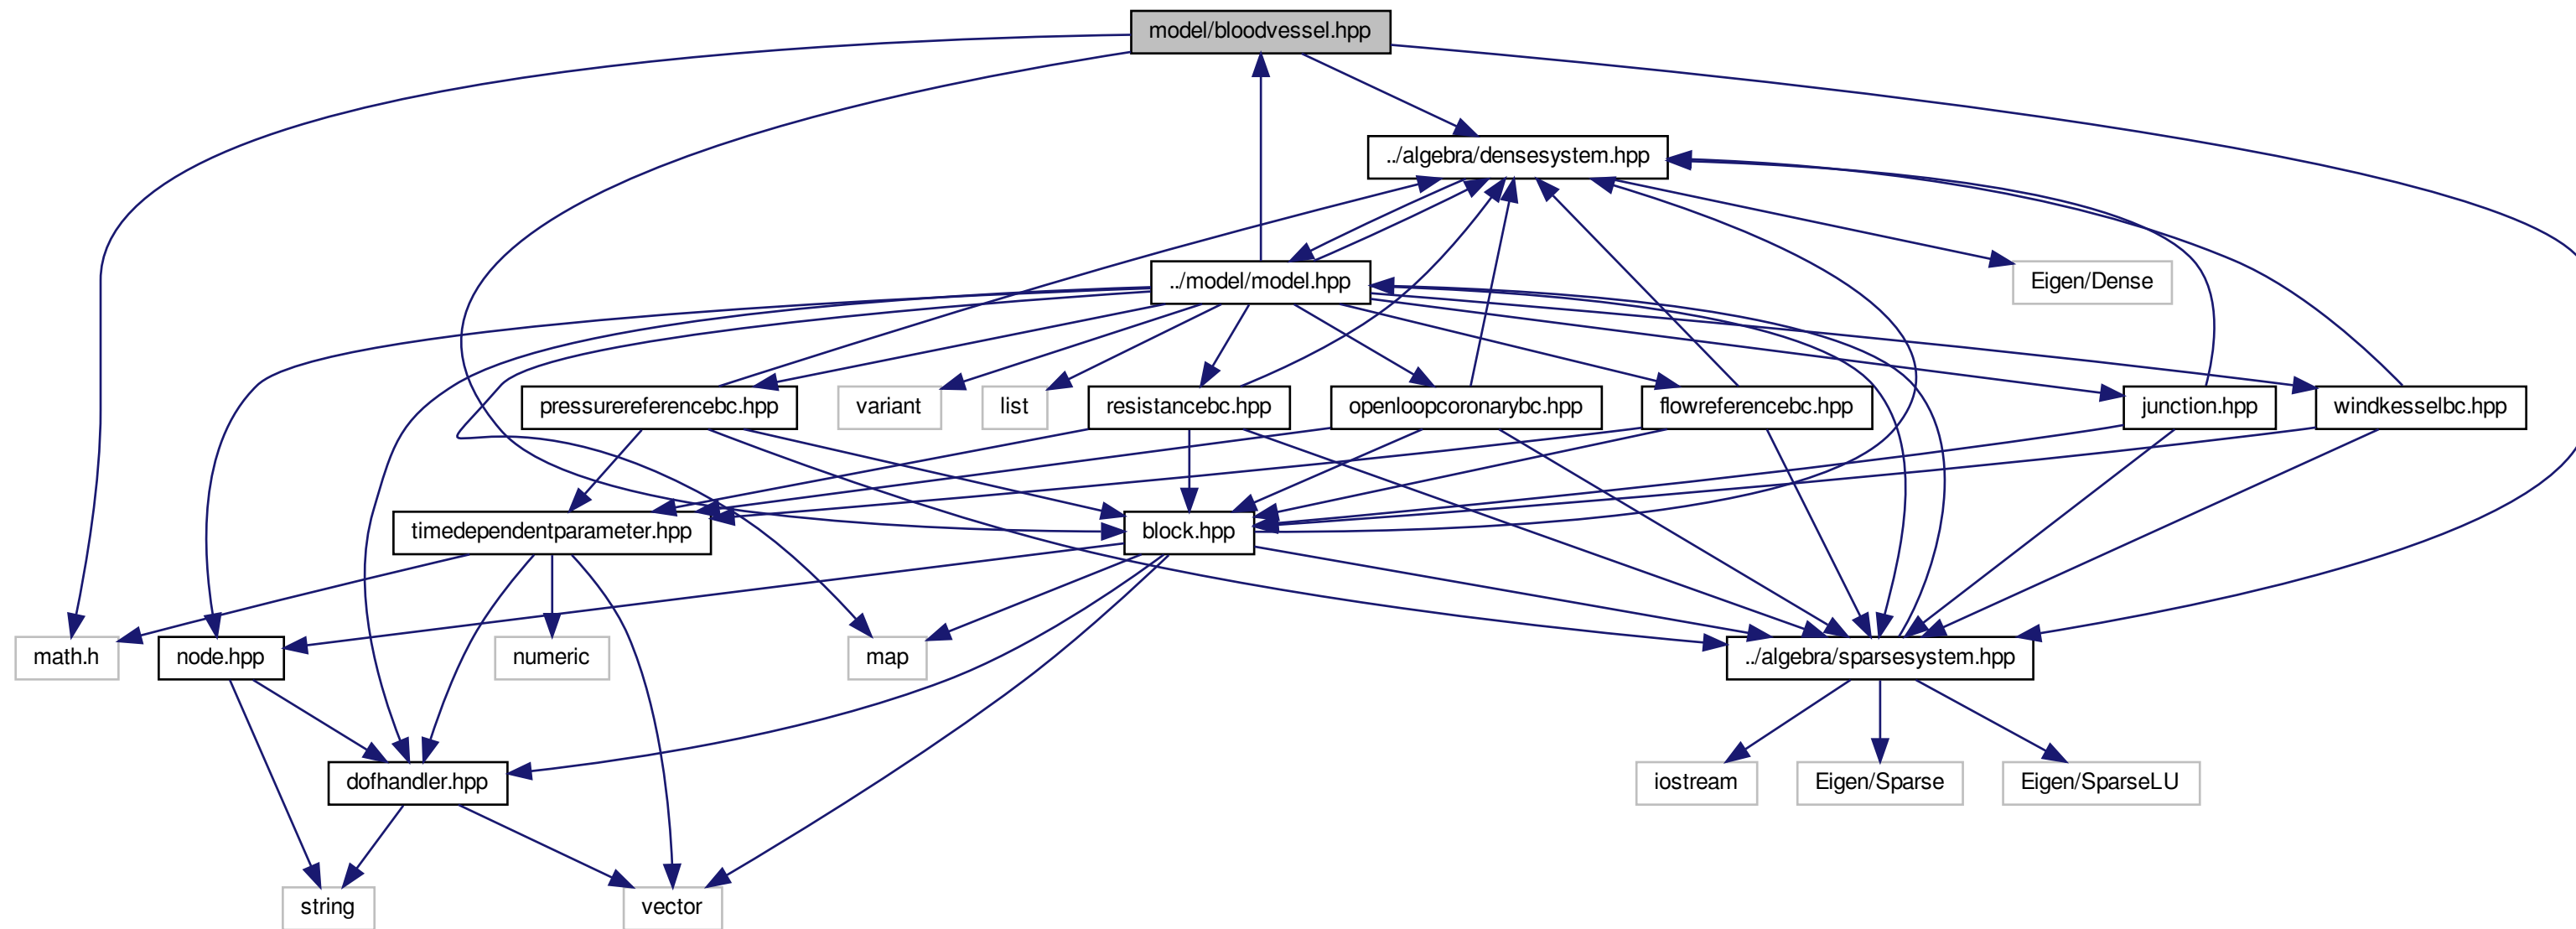 model/bloodvessel.hpp
../algebra/densesystem.hpp
../model/model.hpp
Eigen/Dense
pressurereferencebc.hpp
variant
list
resistancebc.hpp
openloopcoronarybc.hpp
flowreferencebc.hpp
junction.hpp
windkesselbc.hpp
timedependentparameter.hpp
block.hpp
math.h
node.hpp
numeric
map
../algebra/sparsesystem.hpp
dofhandler.hpp
iostream
Eigen/Sparse
Eigen/SparseLU
string
vector